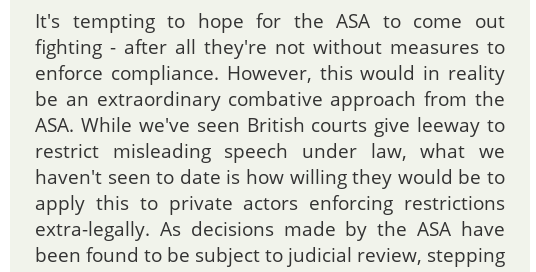 It's tempting to hope for the ASA to come out
fighting - after all they're not without measures to
enforce compliance. However, this would in reality
be an extraordinary combative approach from the
ASA. While we've seen British courts give leeway to
restrict misleading speech under law, what we
haven't seen to date is how willing they would be to
apply this to private actors enforcing restrictions
extra-legally. As decisions made by the ASA have
been found to be subject to judicial review, stepping